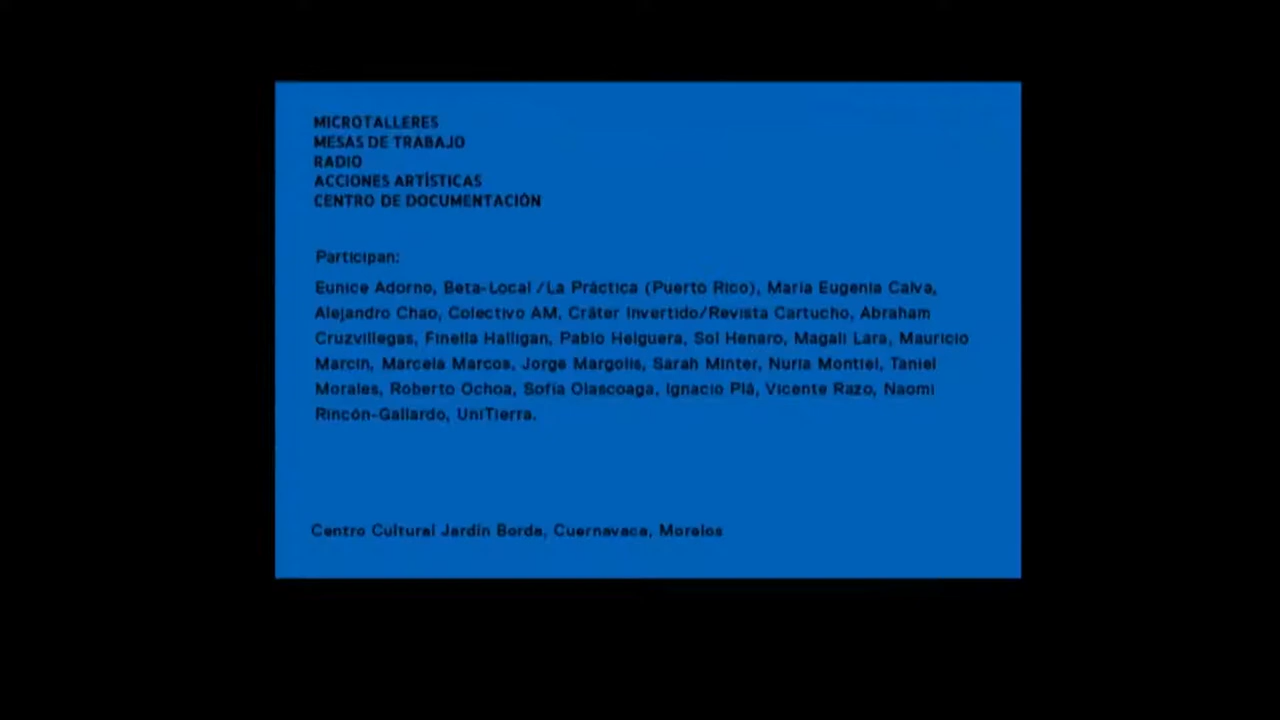 MICROTALLERES
MESAS DE TRABAJO
RADIO
ACCIONES ARTÍSTICAS
CENTRO DE DOCUMENTACIÓN
Participan:
Eunice Adorno, Beta-Local /La Práctica (Puerto Rico), María Eugenia Calva,
Alejandro Chao, Colectivo AM, Cráter Invertido/Revista Cartucho, Abraham
Cruzvillegas, Finella Halligan, Pablo Helguera, Sol Henaro, Magali Lara, Mauricio
Marcin, Marcela Marcos, Jorge Margolis, Sarah Minter, Nuria Montiel, Taniel
Morales, Roberto Ochoa, Sofía Olascoaga, Ignacio Plá, Vicente Razo, Naomi
Rincón-Gallardo, UniTierra.
Centro Cultural Jardín Borda, Cuernavaca, Morelos